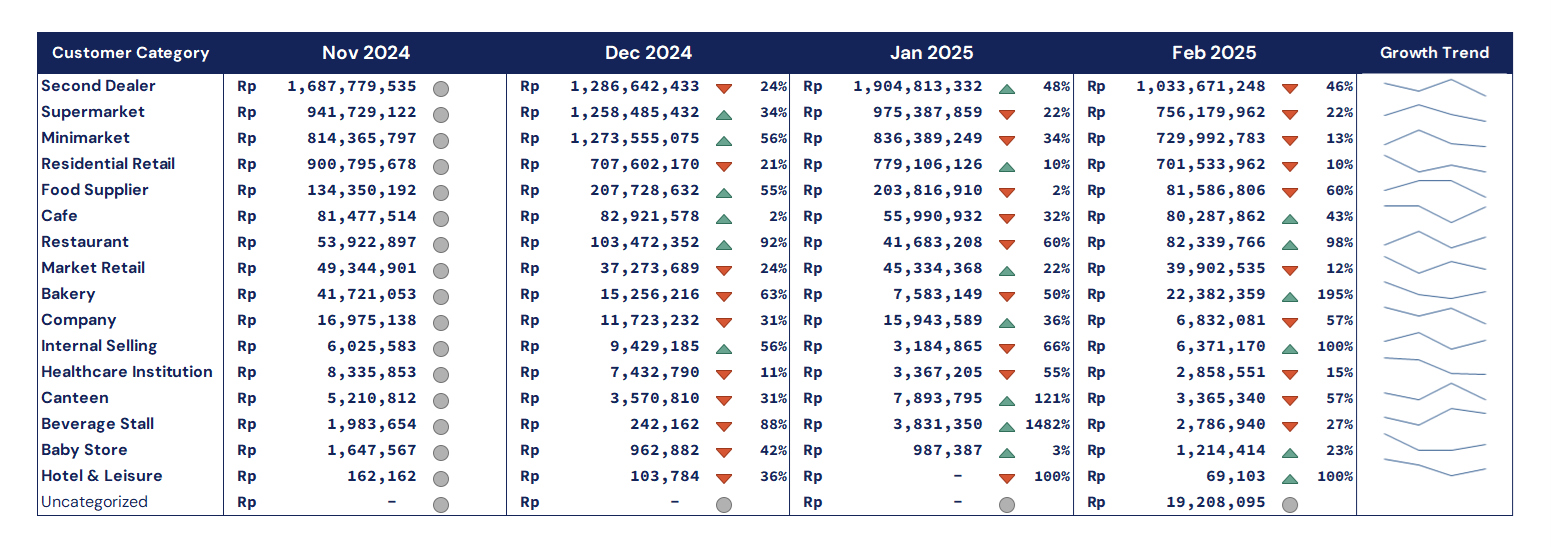 Customer Category Nov 2024 Dec 2024 Jan 2025 Feb 2025 Growth Trend
Second Dealer Rp 1,687,779,535 Rp 1,286,642,433 24% Rp 1,904,813,332 48% Rp 1,033,671,248 46%
Supermarket Rp 941,729,122 Rp 1,258,485,432 34% Rp 975,387,859 22% Rp 756,179,962 22%
Minimarket Rp 814,365,797 Rp 1,273,555,075 56% Rp 836,389,249 34% Rp 729,992,783 13%
Residential Retail Rp 900,795,678 Rp 707,602,170 21% Rp 779,106,126 10% Rp 701,533,962 10%
Food Supplier Rp 134,350,192 Rp 207,728,632 55% Rp 203,816,910 2% Rp 81,586,806 60%
Cafe Rp 81,477,514 Rp 82,921,578 2% Rp 55,990,932 32% Rp 80,287,862 43%
Restaurant Rp 53,922,897 Rp 103,472,352 92% Rp 41,683,208 60% Rp 82,339,766 98%
Market Retail Rp 49,344,901 Rp 37,273,689 24% Rp 45,334,368 22% Rp 39,902,535 12%
Bakery Rp 41,721,053 Rp 15,256,216 63% Rp 7,583,149 50% Rp 22,382,359 195%
Company Rp 16,975,138 Rp 11,723,232 31% Rp 15,943,589 36% Rp 6,832,081 57%
Internal Selling Rp 6,025,583 Rp 9,429,185 56% Rp 3,184,865 66% Rp 6,371,170 100%
Healthcare Institution Rp 8,335,853 Rp 7,432,790 11% Rp 3,367,205 55% Rp 2,858,551 15%
Canteen Rp 5,210,812 Rp 3,570,810 31% Rp 7,893,795 121% Rp 3,365,340 57%
Beverage Stall Rp 1,983,654 Rp 242,162 88% Rp 3,831,350 1482% Rp 2,786,940 27%
Baby Store Rp 1,647,567 Rp 962,882 42% Rp 987,387 3% Rp 1,214,414 23%
Hotel & Leisure Rp 162,162 Rp 103,784 36% Rp - 100% Rp 69,103 100%
Uncategorized Rp - Rp - Rp - Rp 19,208,095